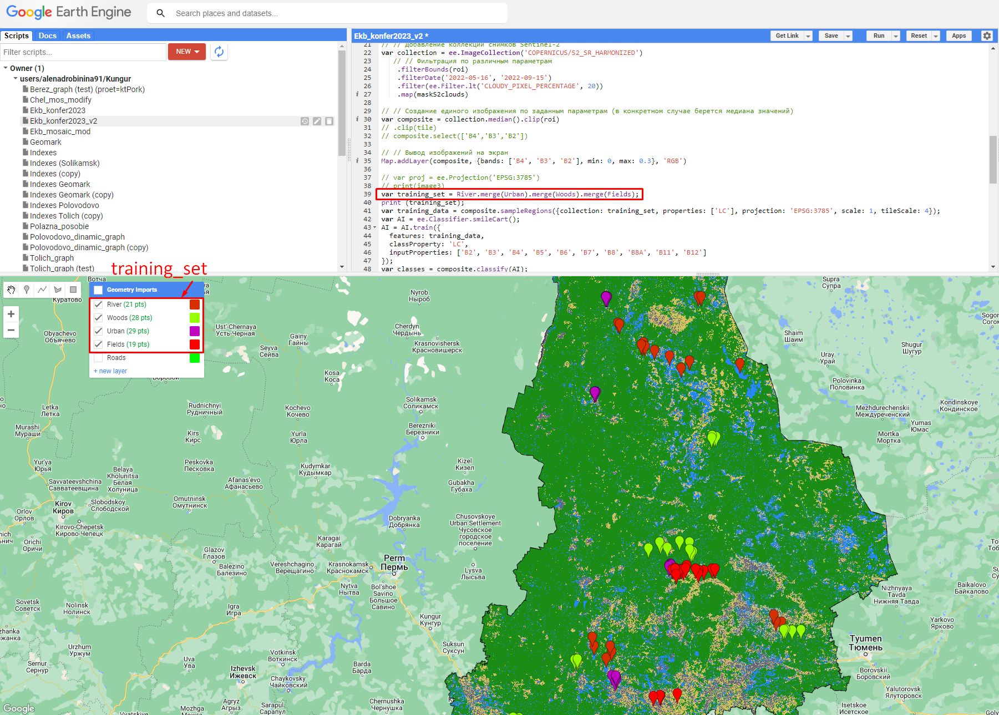 Google Earth Engine
Search places and datasets...
Scripts Docs Assets
Filter scripts...
NEW
Owner (1)
users/alenadrobinina91/Kungur
Berez_graph (test) (proet=ktPork)
Chel_mos_modify
Ekb_konfer2023
Ekb_konfer2023_v2
Ekb_mosaic_mod
Geomark
Indexes
Indexes (Solikamsk)
Indexes (copy)
Indexes Geomark
Indexes Geomark (copy)
Indexes Polovodovo
Indexes Tolich (copy)
Polazna_posobie
Polovodovo_dinamic_graph
Polovodovo_dinamic_graph (copy)
Tolich_graph
Tolich_graph (test)
Ekb_konfer2023_v2 *
Get Link Save Run Reset Apps
21 // // Добавление коллекции снимков Sentinel-2
22 var collection = ee.ImageCollection('COPERNICUS/S2_SR_HARMONIZED')
23 // // Фильтрация по различным параметрам
24 .filterBounds(roi)
25 .filterDate('2022-05-16', '2022-09-15')
26 .filter(ee.Filter.lt('CLOUDY_PIXEL_PERCENTAGE', 20))
i 27 .map(maskS2clouds)
28
29 // // Создание единого изображения по заданным параметрам (в конкретном случае берется медиана значений)
i 30 var composite = collection.median().clip(roi)
31 // .clip(tile)
32 // composite.select(['B4','B3','B2'])
33
34 // // Вывод изображений на экран
i 35 Map.addLayer(composite, {bands: ['B4', 'B3', 'B2'], min: 0, max: 0.3}, 'RGB')
36
37 // var proj = ee.Projection('EPSG:3785')
38 // print(image3)
39 var training_set = River.merge(Urban).merge(Woods).merge(Fields);
40 print (training_set);
41 var training_data = composite.sampleRegions({collection: training_set, properties: ['LC'], projection: 'EPSG:3785', scale: 1, tileScale: 4});
42 var AI = ee.Classifier.smileCart();
43 AI = AI.train({
44 features: training_data,
45 classProperty: 'LC',
46 inputProperties: ['B2', 'B3', 'B4', 'B5', 'B6', 'B7', 'B8', 'B8A', 'B11', 'B12']
47 });
48 var classes = composite.classify(AI);
training_set
Geometry Imports
River (21 pts)
Woods (28 pts)
Urban (29 pts)
Fields (19 pts)
Roads
+ new layer
+
−
Вотча
Куратово
Obyachevo
Объячево
Ust'-Chernaya
Усть-Черная
Gainy
Гайны
Seyva
Сейва
Kosa
Коса
Nyrob
Ныроб
Cherdyn
Чердынь
Krasnovishersk
Красновишерск
Supra
Супра
Shaim
Шаим
Shugur
Шугур
Uray
Урай
Polovinka
Половинка
Kondinskoye
Кондинское
Mezhdurechenskii
Междуреченский
Yumas
Юмас
Mortka
Мортка
Letka
Летка
Rudnichnyi
Рудничный
Kochevo
Кочево
Solikamsk
Соликамск
Murashi
Мураши
Kirs
Кирс
Yurla
Юрла
Berezniki
Березники
Yur'ya
Юрья
Peskovka
Песковка
Kudymkar
Кудымкар
Kizel
Кизел
Belaya
Kholunitsa
Белая
Холуница
Savvateevshchina
Савватеевщина
Afanas'evo
Афанасьево
Gubakha
Губаха
Kirov
Киров
Slobodskoy
Слободской
Omutninsk
Омутнинск
Orlov
Орлов
Kirovo-Chepetsk
Кирово-Чепецк
Dobryanka
Добрянка
Chusovskoye
Urban Settlement
Чусовское
городское
поселение
Orichi
Оричи
Karagai
Карагай
Glazov
Глазов
Perm
Пермь
Balezino
Балезино
Vereshchagino
Верещагино
Krasnokamsk
Краснокамск
Lysva
Лысьва
Nytva
Нытва
Bol'shoe
Savino
Большое
Савино
Sovetsk
Советск
Nolinsk
Нолинск
Igra
Игра
Kungur
Кунгур
Nizhnyaya
Tavda
Нижняя Тавда
Baikalovo
Байкалово
Yarkovo
Ярково
Tyumen
Тюмень
Urzhum
Уржум
Suksun
Суксун
Votkinsk
Воткинск
Uva
Ува
Sernur
Сернур
Izhevsk
Ижевск
Barda
Барда
Chaykovsky
Чайковский
Borovskii
Боровский
Yalutorovsk
Ялуторовск
Agryz
Агрыз
Sarapul
Сарапул
Chernushka
Чернушка
Mozhga
Можга
Isetskoe
Исетское
Google